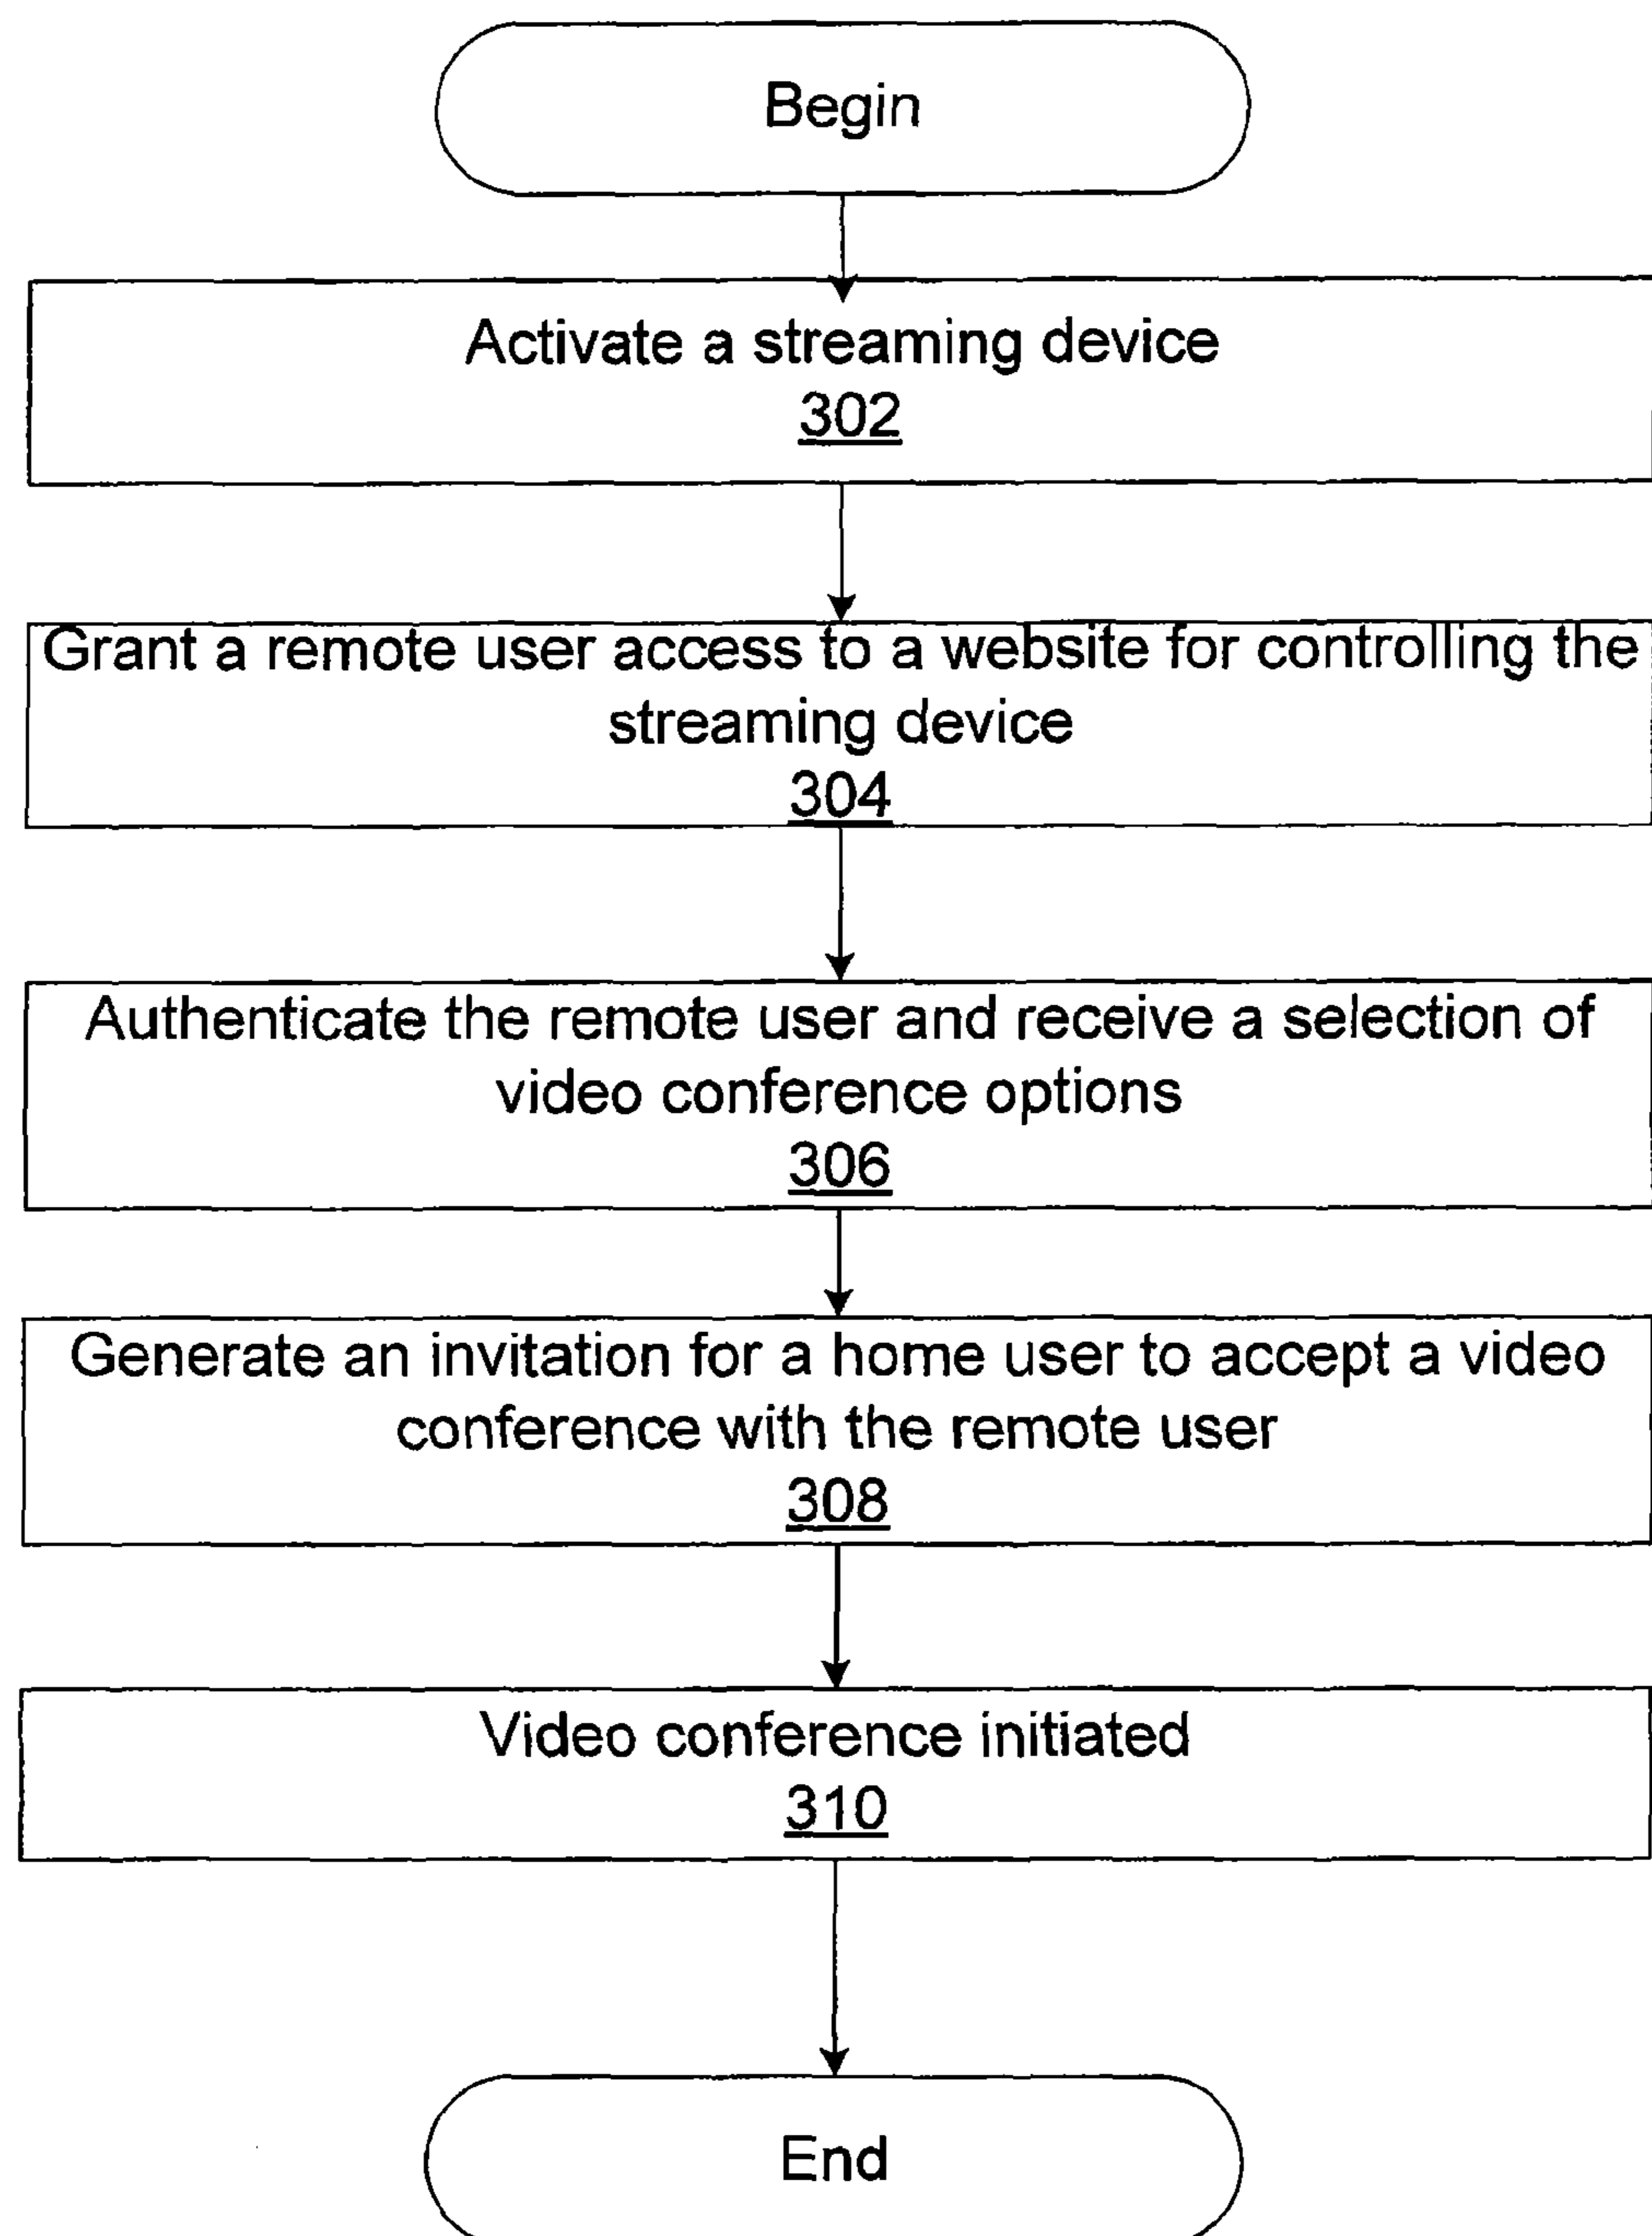 Begin
Activate a streaming device
302
Grant a remote user access to a website for controlling the
streaming device
304
Authenticate the remote user and receive a selection of
video conference options
306
Generate an invitation for a home user to accept a video
conference with the remote user
308
Video conference initiated
310
End